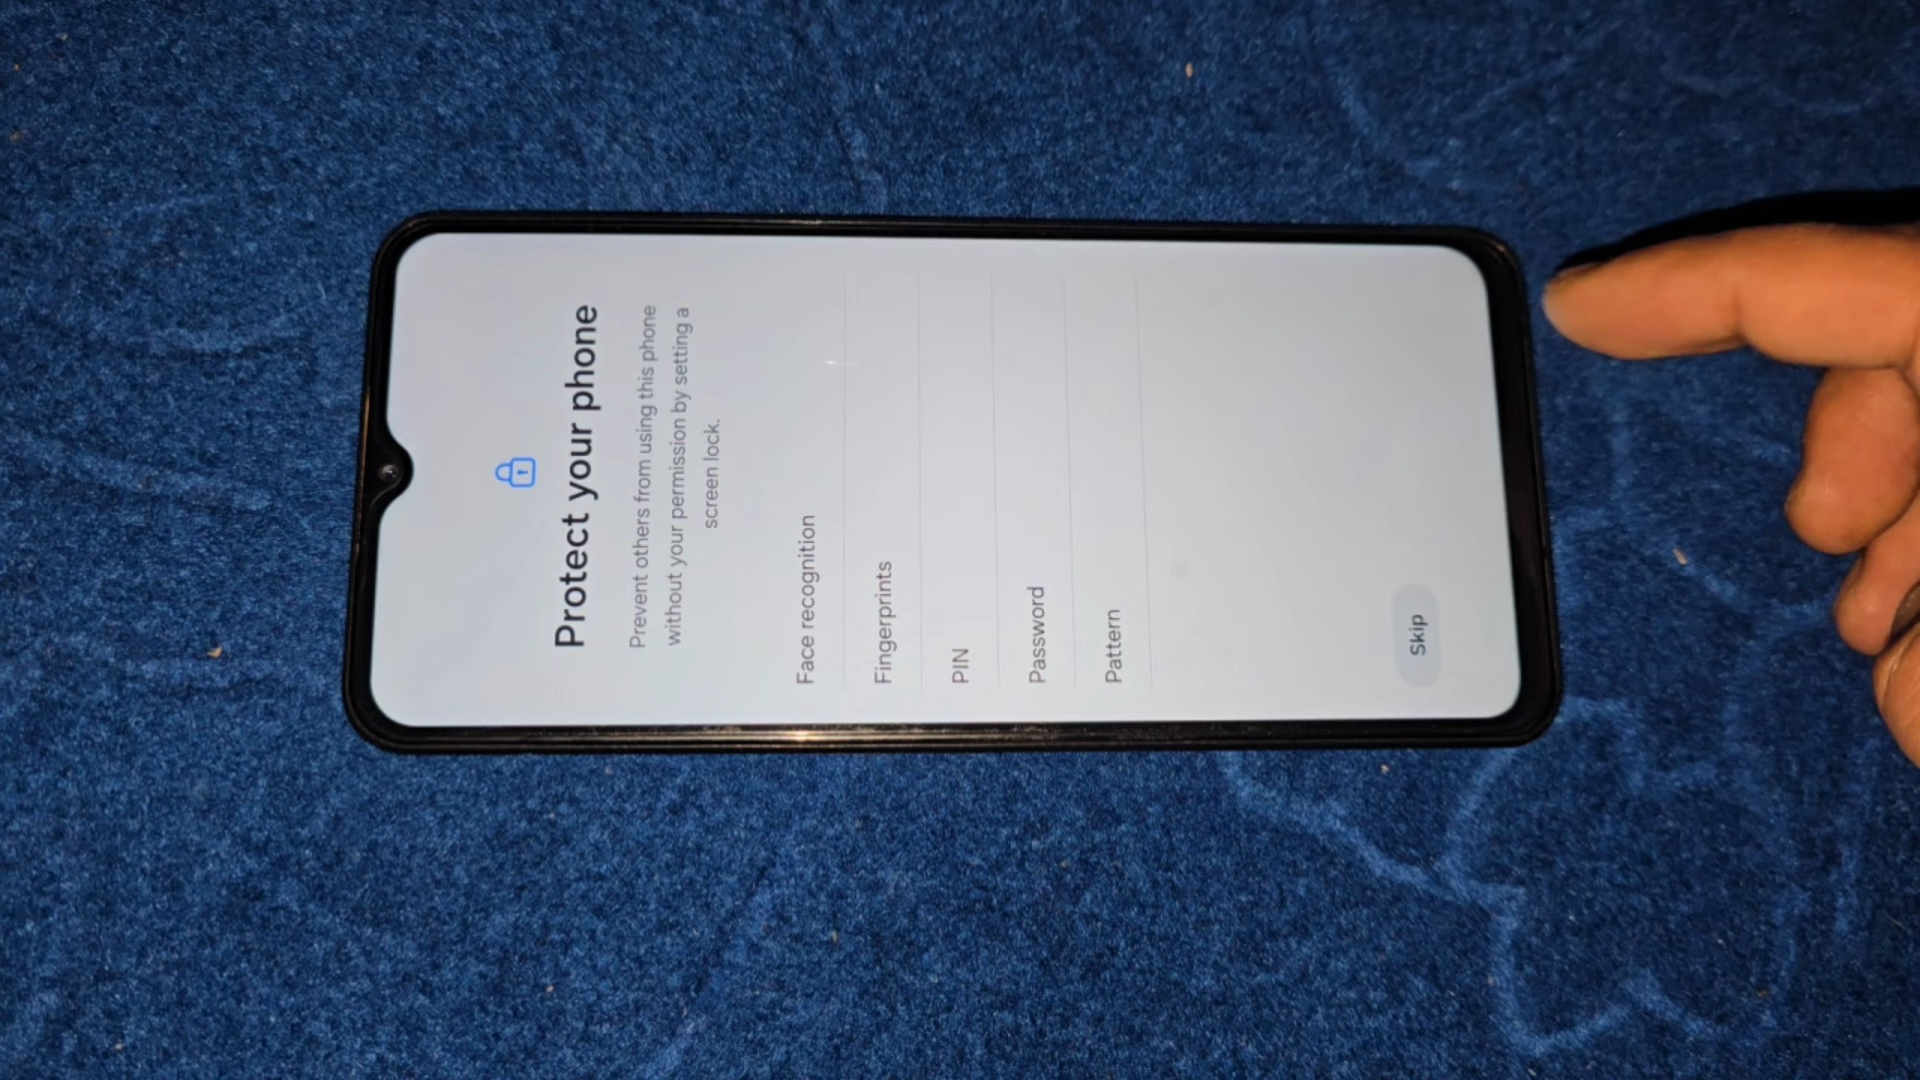 Protect your phone
Prevent others from using this phone
without your permission by setting a
screen lock.
Face recognition
Fingerprints
PIN
Password
Pattern
Skip